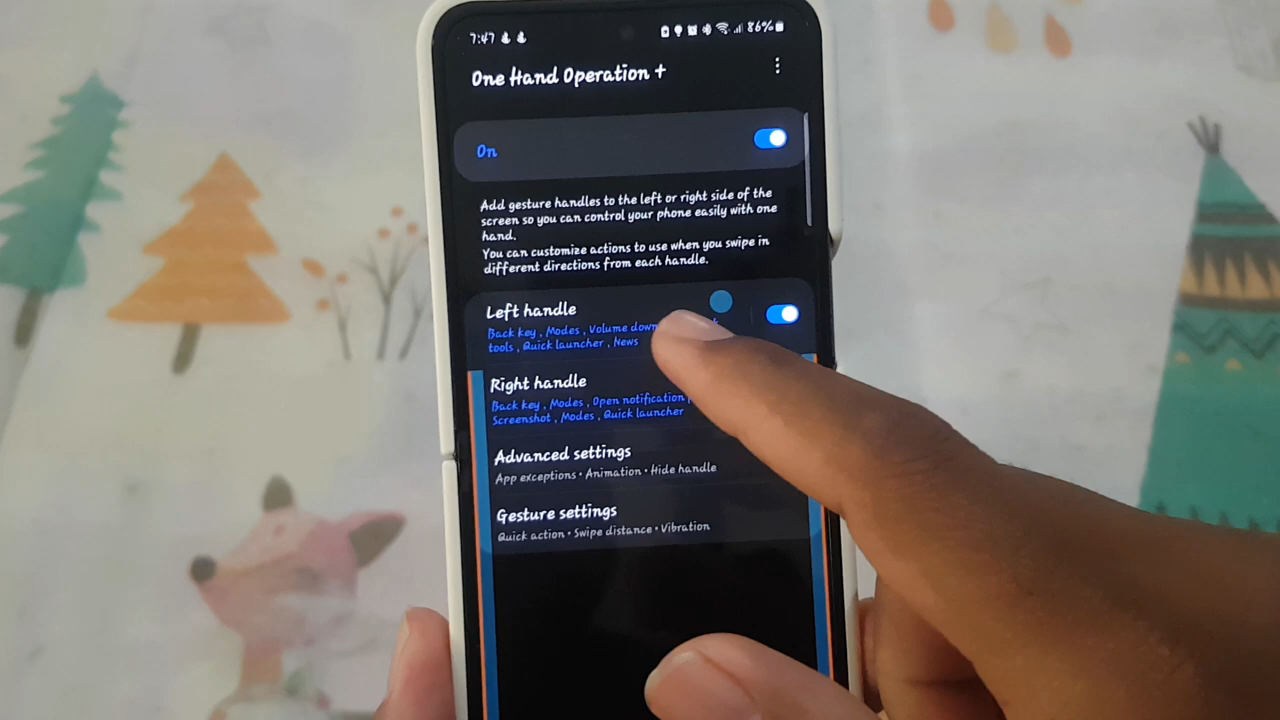 7:47 86%
One Hand Operation +
On
Add gesture handles to the left or right side of the
screen so you can control your phone easily with one
hand.
You can customize actions to use when you swipe in
different directions from each handle.
Left handle
Back key , Modes , Volume down
tools , Quick launcher , News
Right handle
Back key , Modes , Open notification
Screenshot , Modes , Quick launcher
Advanced settings
App exceptions • Animation • Hide handle
Gesture settings
Quick action • Swipe distance • Vibration